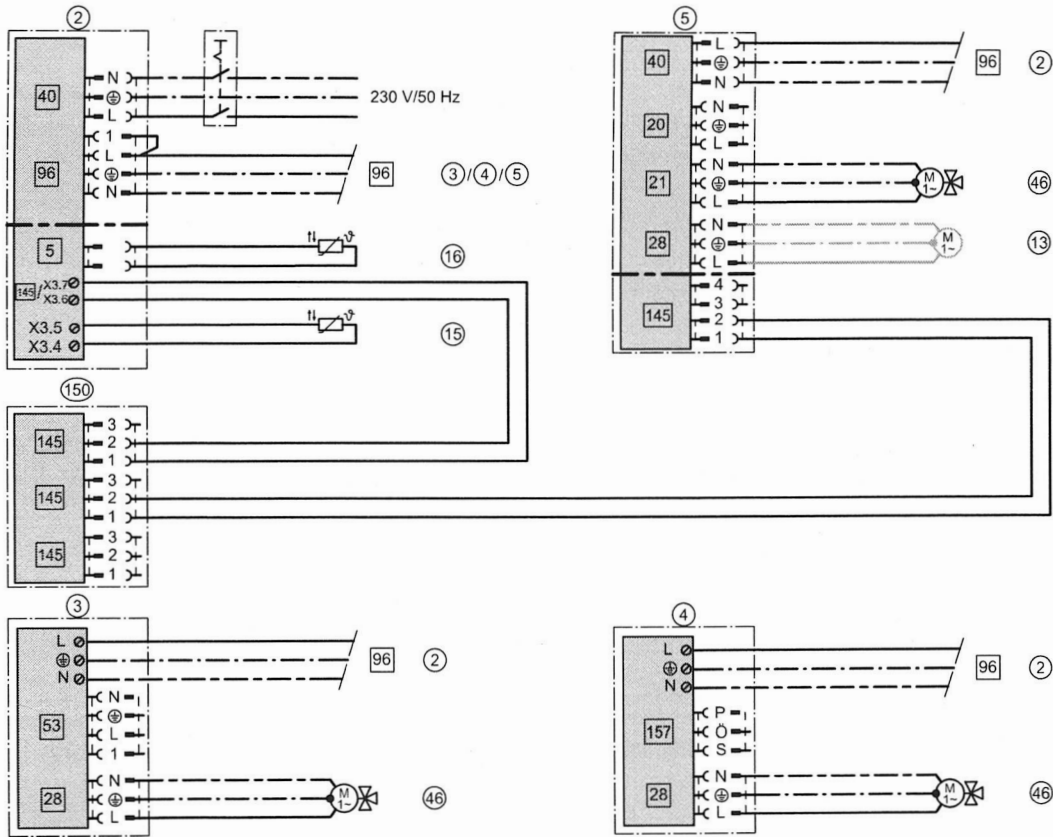 2
40
N
L
230 V/50 Hz
96
1
L
N
96
3 / 4 / 5
5
ϑ
16
145 / X3.7
X3.6
X3.5
X3.4
ϑ
15
150
145
3
2
1
145
3
2
1
145
3
2
1
5
40
L
N
96
2
20
N
L
21
N
L
M
1~
46
28
N
L
M
1~
13
145
4
3
2
1
3
L
N
96
2
53
N
L
1
28
N
L
M
1~
46
4
L
N
96
2
157
P
Ö
S
28
N
L
M
1~
46